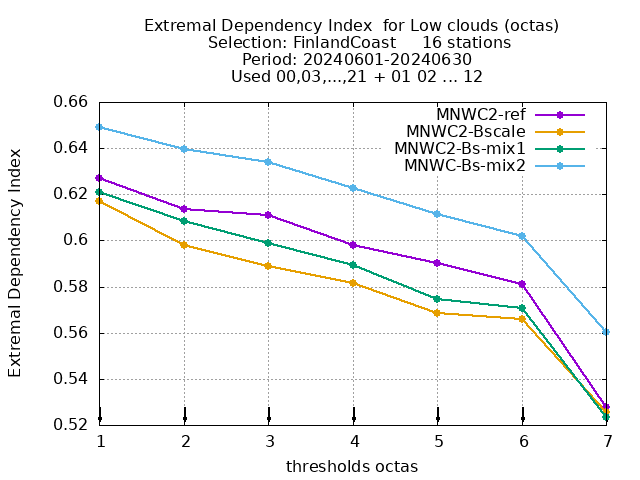 Extremal Dependency Index  for Low clouds (octas)
Selection: FinlandCoast     16 stations
Period: 20240601-20240630
Used 00,03,...,21 + 01 02 ... 12
Extremal Dependency Index
0.66
0.64
0.62
0.6
0.58
0.56
0.54
0.52
MNWC2-ref
MNWC2-Bscale
MNWC2-Bs-mix1
MNWC-Bs-mix2
1 2 3 4 5 6 7
thresholds octas